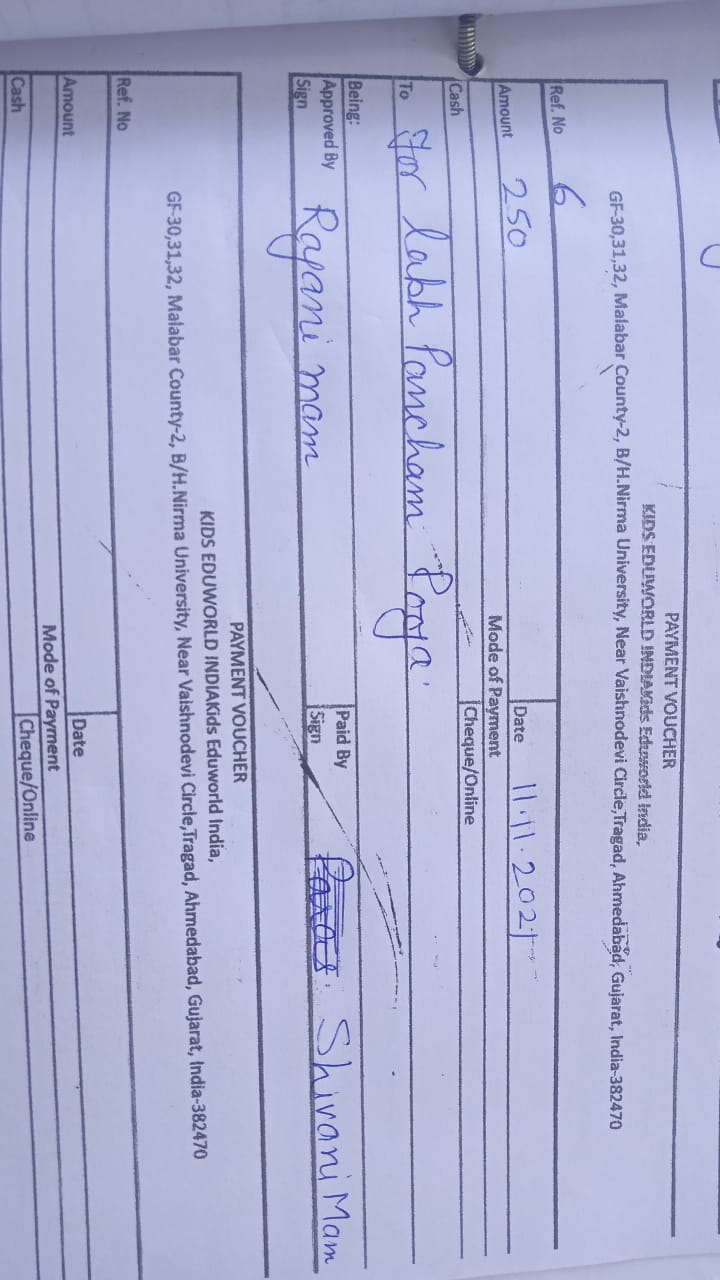 PAYMENT VOUCHER
KIDS EDUWORLD INDIAKids Eduworld India,
GF-30,31,32, Malabar County-2, B/H.Nirma University, Near Vaishnodevi Circle,Tragad, Ahmedabad, Gujarat, India-382470
Ref. No 6
Amount 250 Date 11.11.2021
Mode of Payment
Cash Cheque/Online
To For labh Pancham Pooja.
Being:
Approved By Rajani mam Paid By
Sign Sign Shivani Mam
PAYMENT VOUCHER
KIDS EDUWORLD INDIAKids Eduworld India,
GF-30,31,32, Malabar County-2, B/H.Nirma University, Near Vaishnodevi Circle,Tragad, Ahmedabad, Gujarat, India-382470
Ref. No
Amount Date
Mode of Payment
Cash Cheque/Online